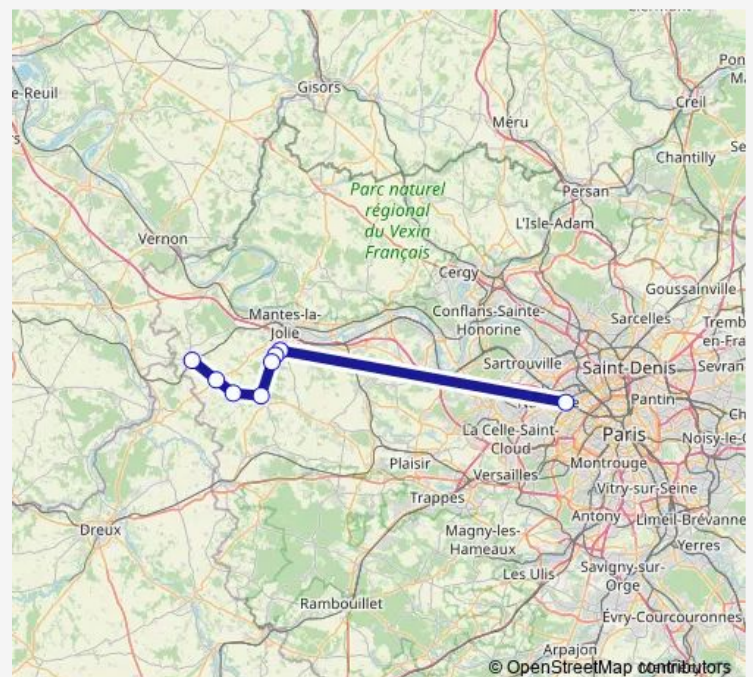 e-Reuil
Gisors
Creil
Méru
Chantilly
Persan
Parc naturel
régional
du Vexin
Français
L'Isle-Adam
Vernon
Cergy
Goussainville
Mantes-la-
Jolie
Conflans-Sainte-
Honorine
Sarcelles
Tremb
en-Fra
Sartrouville
Saint-Denis
Sevran
Pantin
La Celle-Saint-
Cloud
Paris
Noisy-le-
Plaisir
Versailles
Montrouge
Trappes
Vitry-sur-Seine
Antony
Limeil-Brévanne
Magny-les-
Hameaux
Yerres
Dreux
Les Ulis
Savigny-sur-
Orge
Rambouillet
Évry-Courcouronnes
Arpajon
© OpenStreetMap contributors